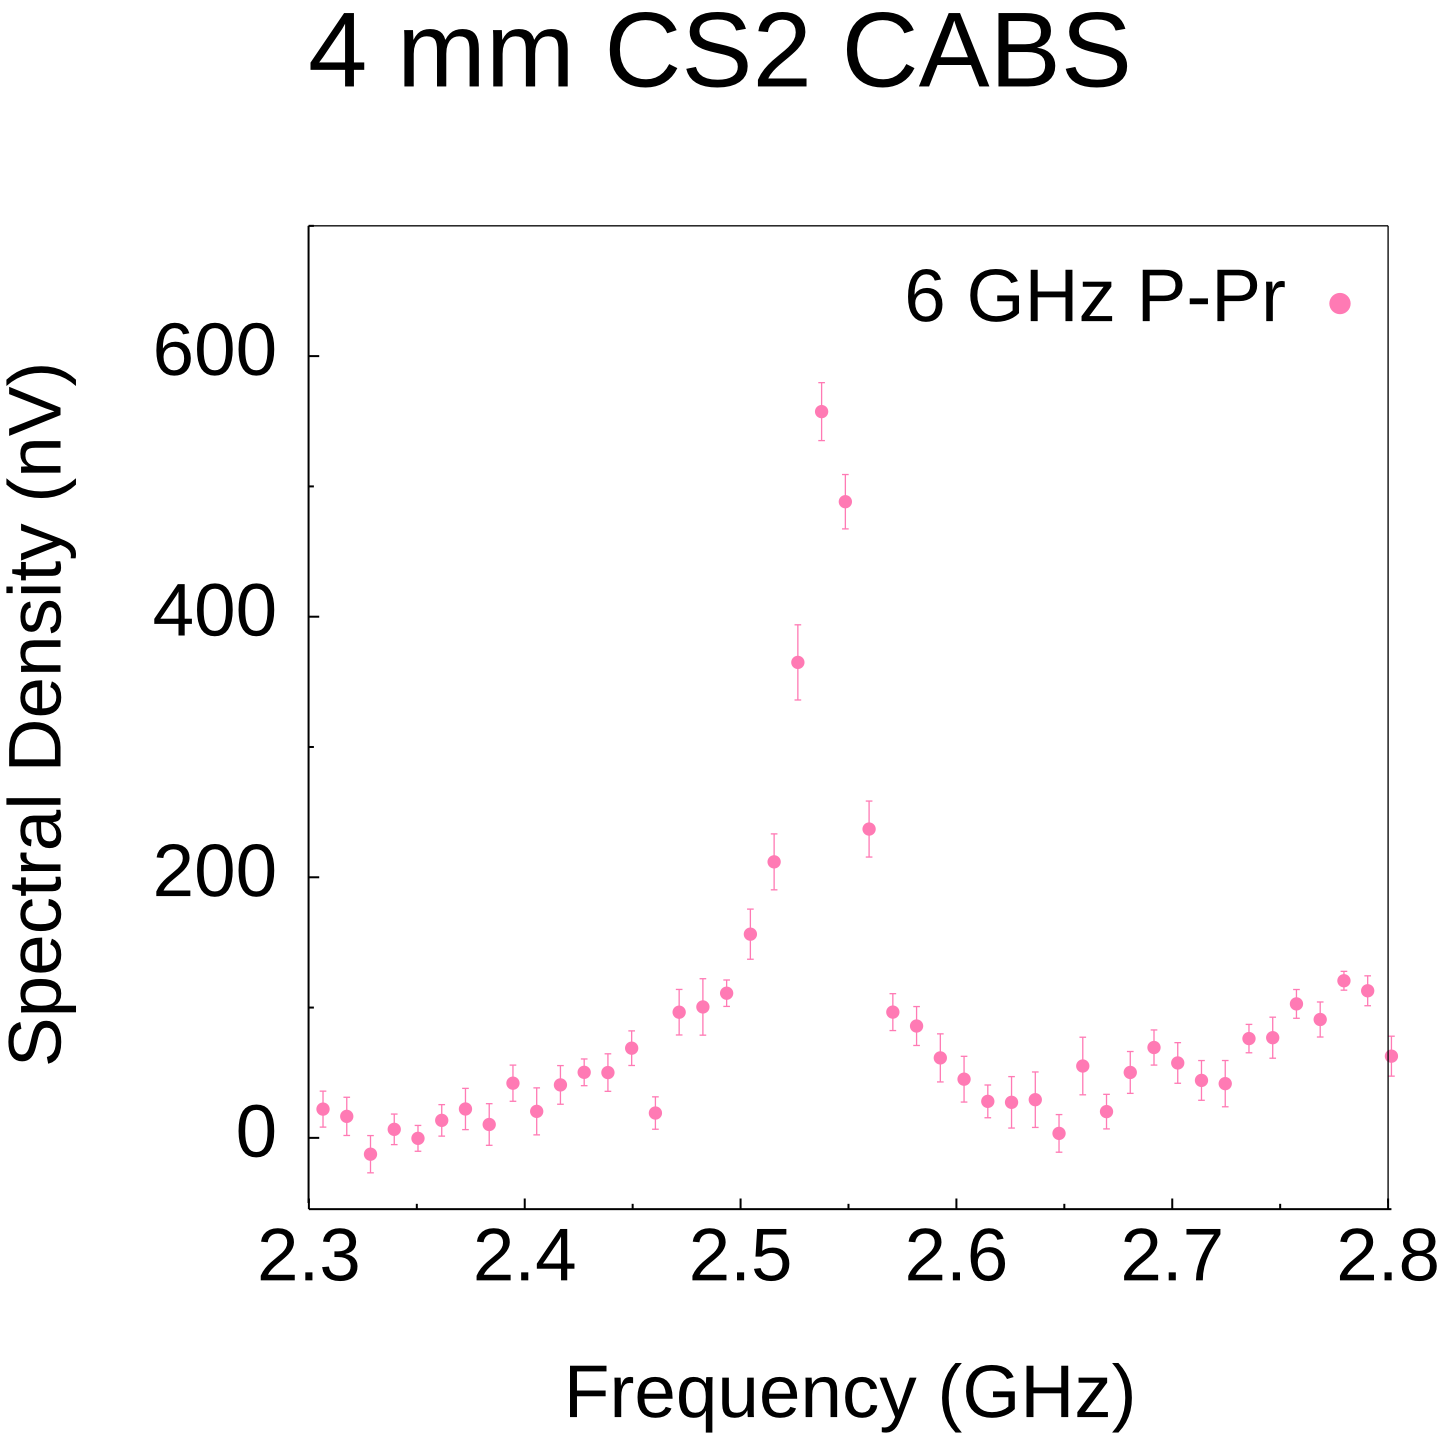 4 mm CS2 CABS
6 GHz P-Pr
Spectral Density (nV)
600
400
200
0
2.3 2.4 2.5 2.6 2.7 2.8
Frequency (GHz)